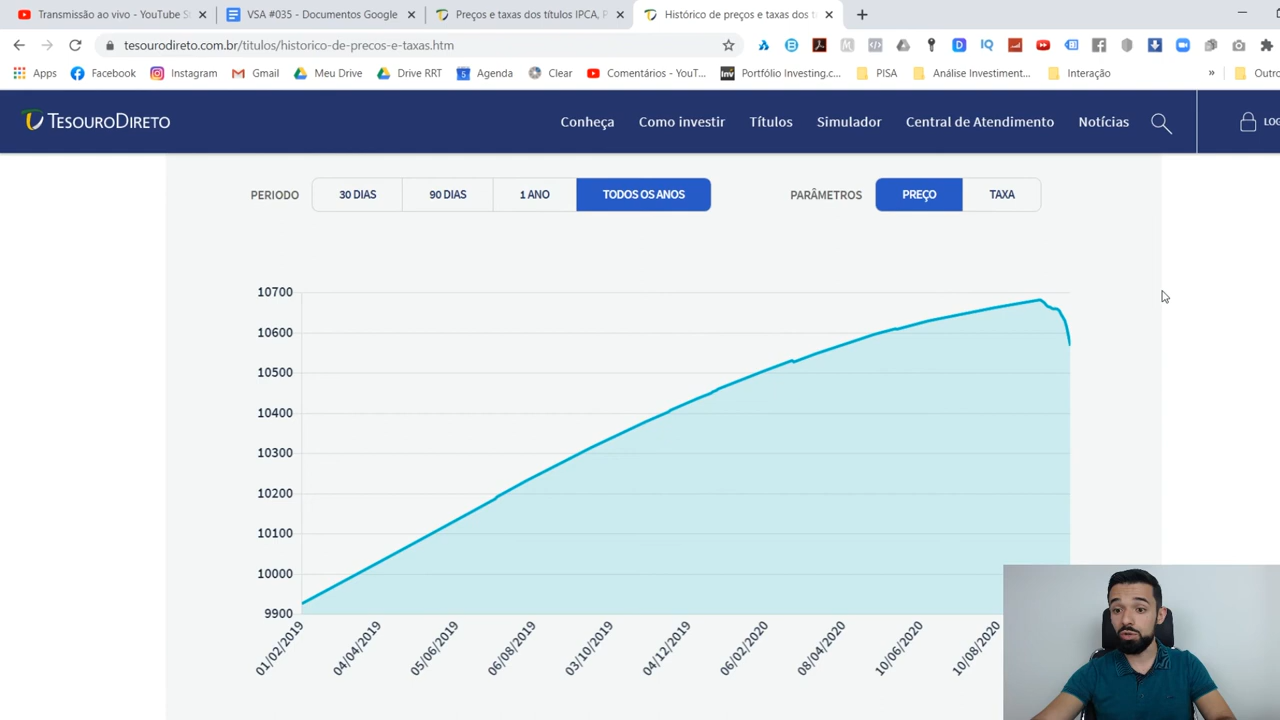 Transmissão ao vivo - YouTube S
VSA #035 - Documentos Google
Preços e taxas dos títulos IPCA, P
Histórico de preços e taxas dos t
tesourodireto.com.br/titulos/historico-de-precos-e-taxas.htm
Apps
Facebook
Instagram
Gmail
Meu Drive
Drive RRT
Agenda
Clear
Comentários - YouT...
Portfólio Investing.c...
PISA
Análise Investiment...
Interação
»
Outro
TESOURODIRETO
Conheça
Como investir
Títulos
Simulador
Central de Atendimento
Notícias
LOG
PERIODO
30 DIAS
90 DIAS
1 ANO
TODOS OS ANOS
PARÂMETROS
PREÇO
TAXA
10700
10600
10500
10400
10300
10200
10100
10000
9900
01/02/2019
04/04/2019
05/06/2019
06/08/2019
03/10/2019
04/12/2019
06/02/2020
08/04/2020
10/06/2020
10/08/2020